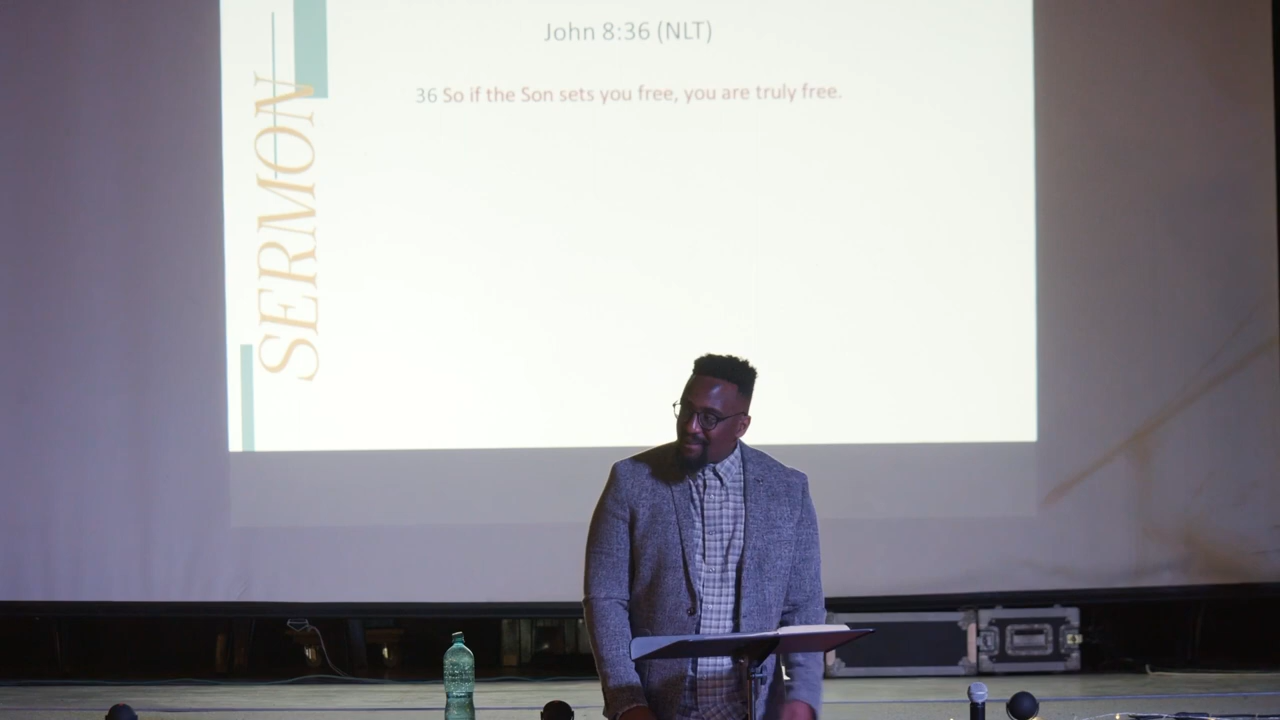 SERMON
John 8:36 (NLT)
36 So if the Son sets you free, you are truly free.